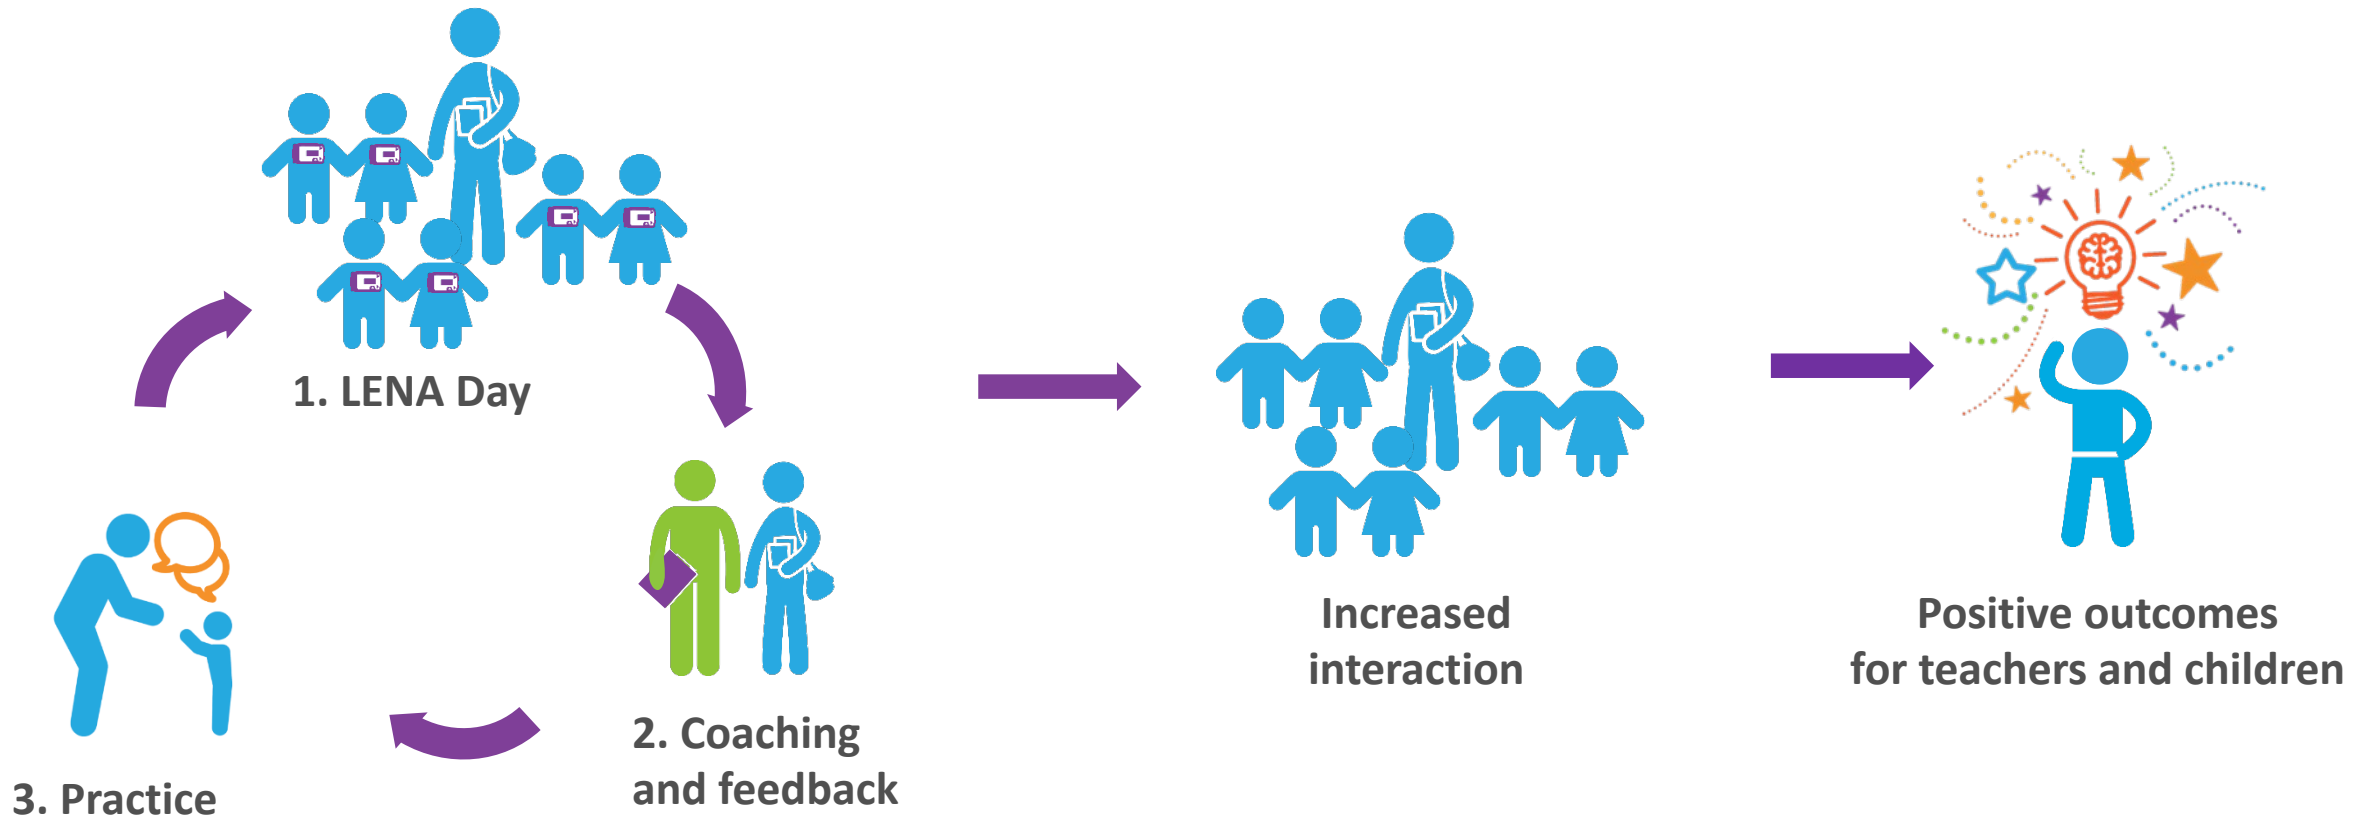 1. LENA Day
2. Coaching
and feedback
3. Practice
Increased
interaction
Positive outcomes
for teachers and children